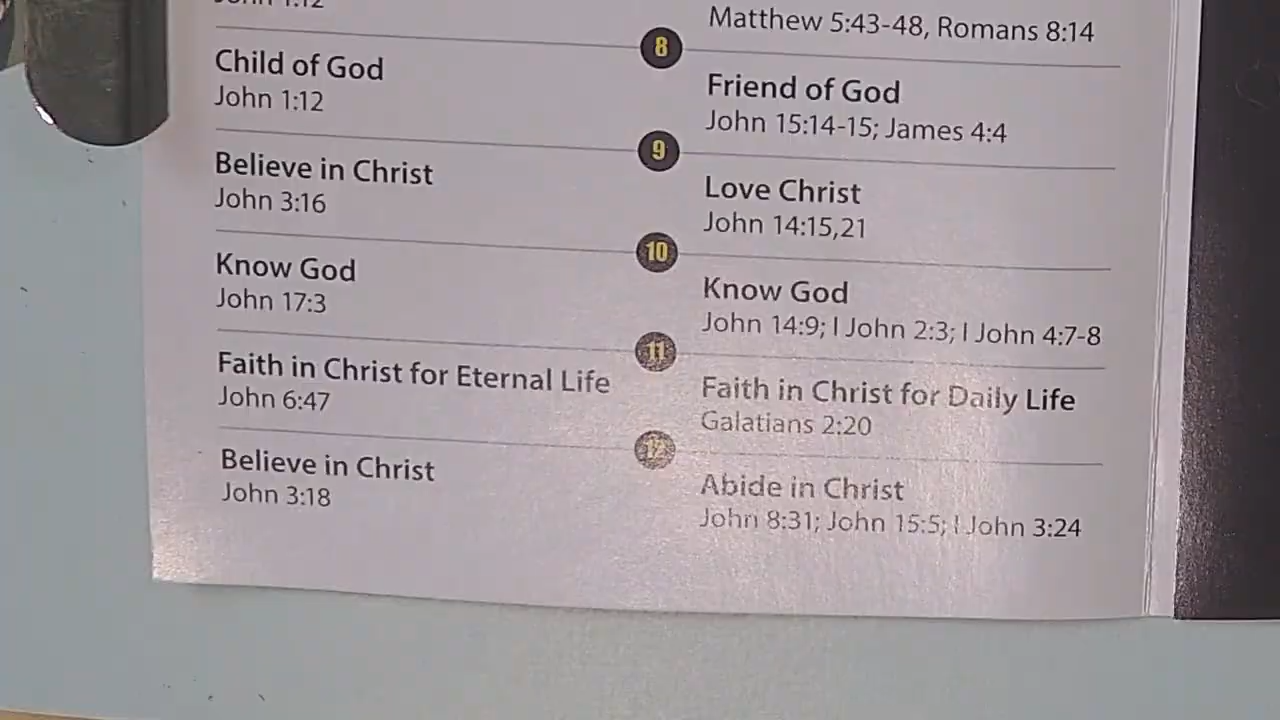 John 1:12
Matthew 5:43-48, Romans 8:14
8
Child of God
John 1:12
Friend of God
John 15:14-15; James 4:4
9
Believe in Christ
John 3:16
Love Christ
John 14:15,21
10
Know God
John 17:3
Know God
John 14:9; I John 2:3; I John 4:7-8
11
Faith in Christ for Eternal Life
John 6:47
Faith in Christ for Daily Life
Galatians 2:20
12
Believe in Christ
John 3:18
Abide in Christ
John 8:31; John 15:5; I John 3:24